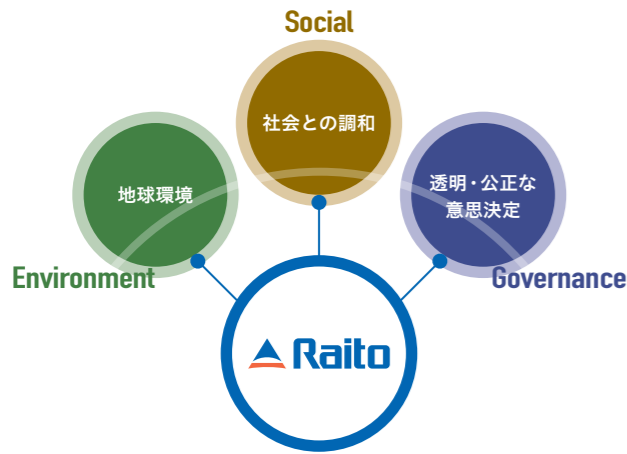 Social
社会との調和
地球環境
透明・公正な
意思決定
Environment
Governance
Raito